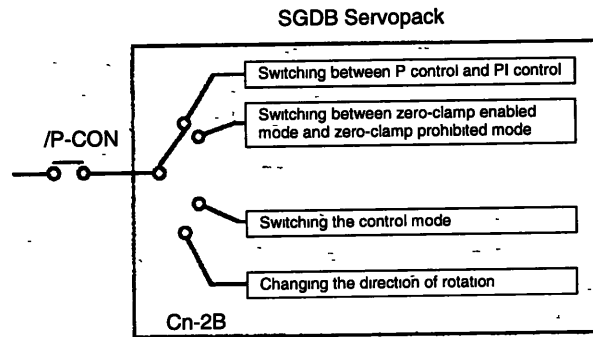 SGDB Servopack
Switching between P control and PI control
Switching between zero-clamp enabled
mode and zero-clamp prohibited mode
/P-CON
Switching the control mode
Changing the direction of rotation
Cn-2B